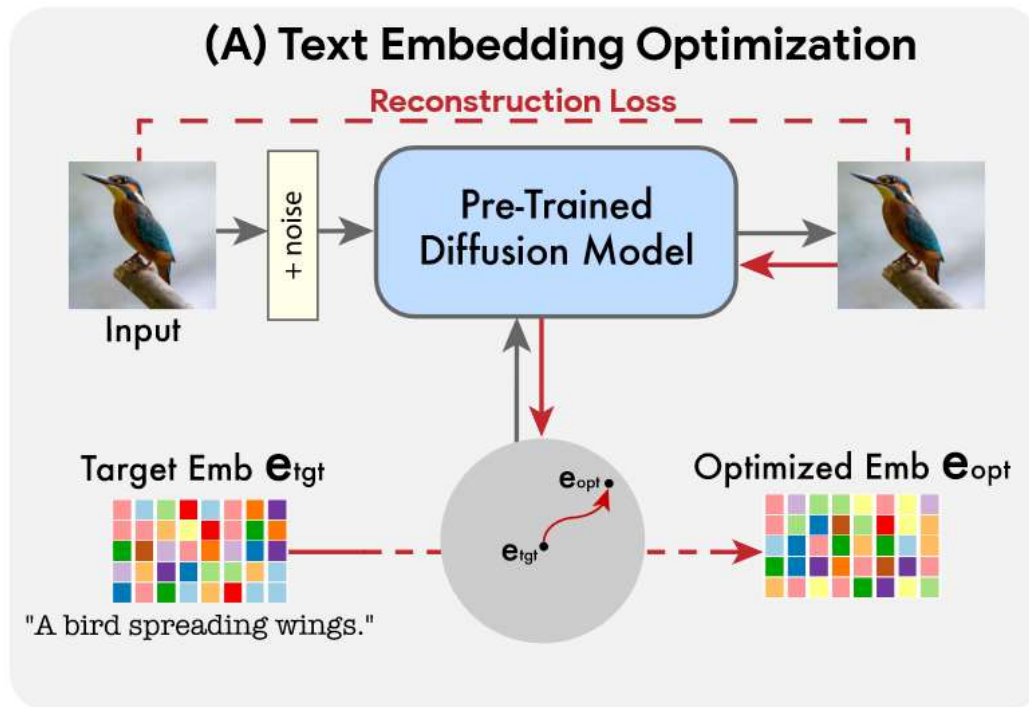 (A) Text Embedding Optimization
Reconstruction Loss
+ noise
Pre-Trained
Diffusion Model
Input
Target Emb etgt
Optimized Emb eopt
eopt
etgt
"A bird spreading wings."